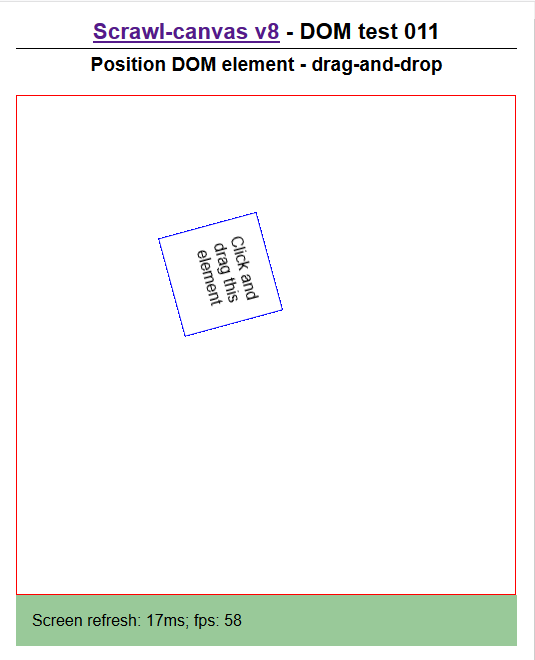 Scrawl-canvas v8 - DOM test 011
Position DOM element - drag-and-drop
Click and
drag this
element
Screen refresh: 17ms; fps: 58